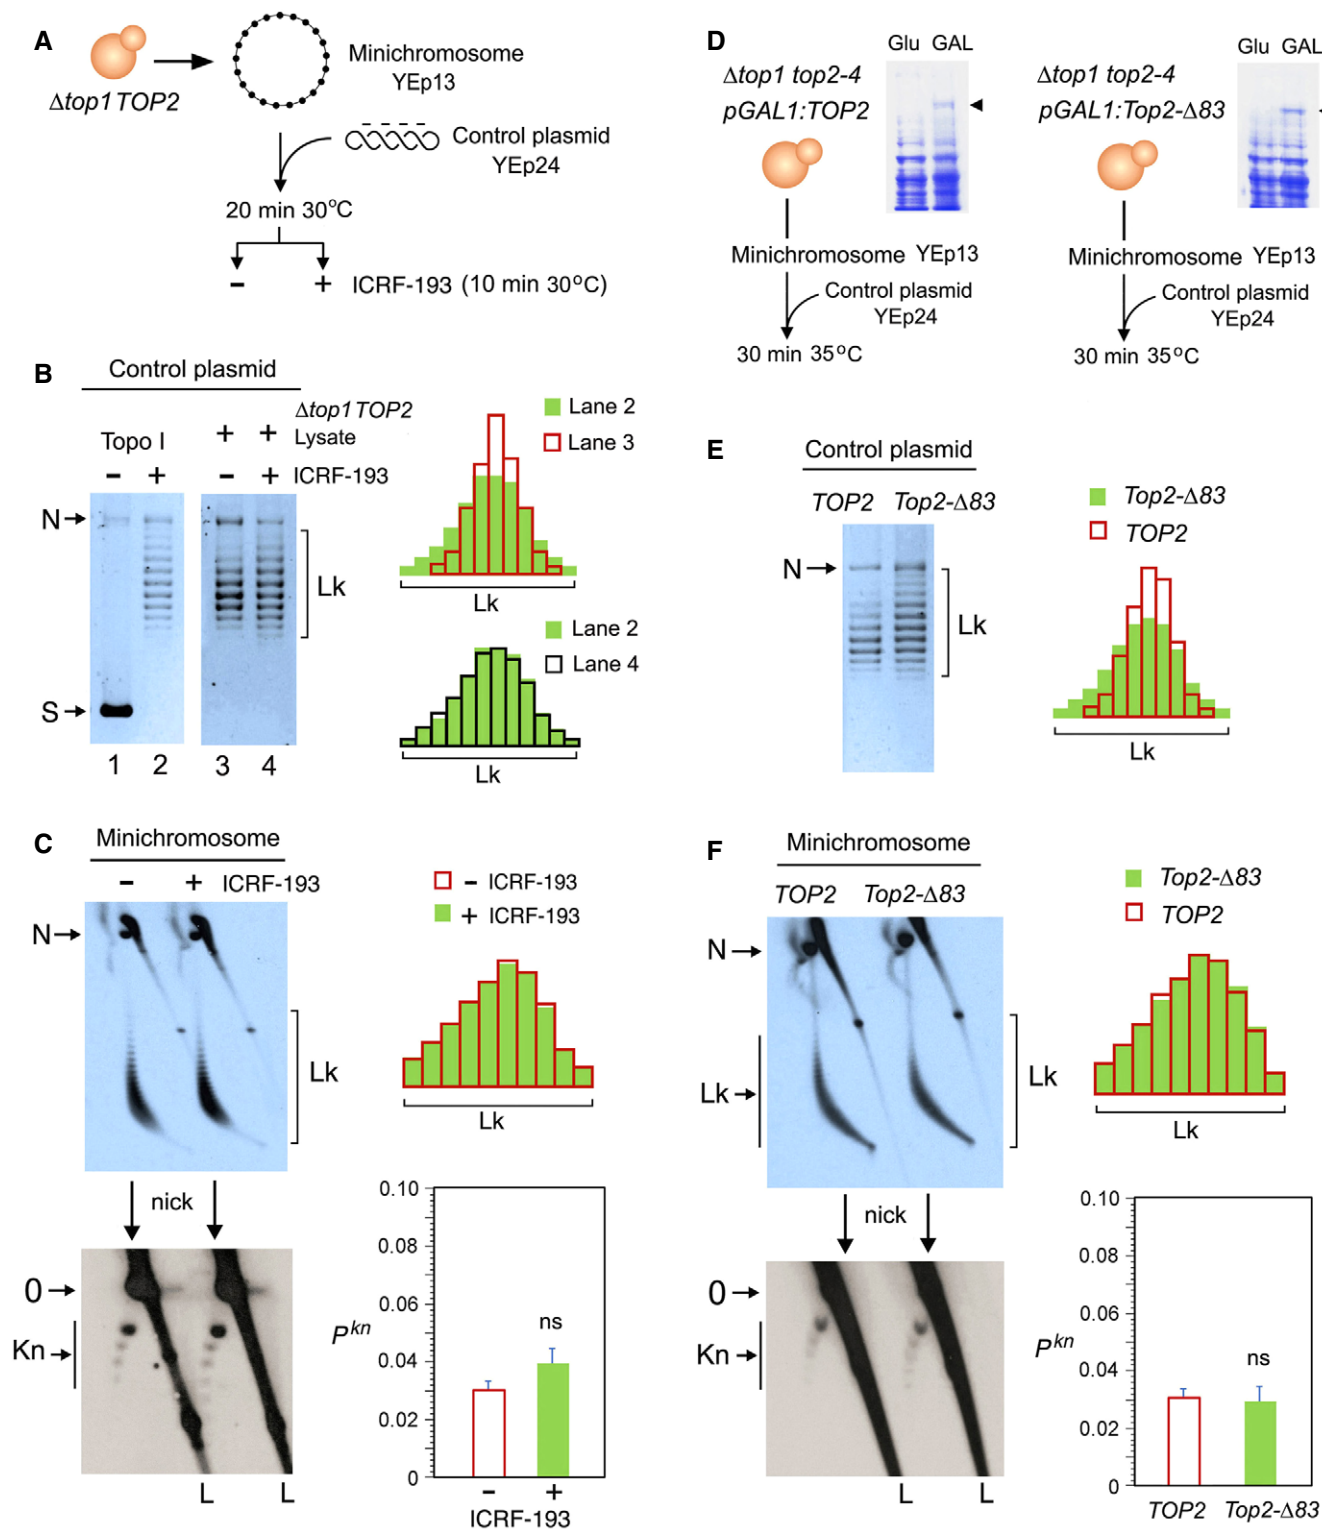 A
Δtop1 TOP2
Minichromosome
YEp13
Control plasmid
YEp24
20 min 30°C
− + ICRF-193 (10 min 30°C)
B
Control plasmid
Topo I
Δtop1 TOP2
Lysate
+ +
− + − + ICRF-193
N
S
Lk
1 2 3 4
Lane 2
Lane 3
Lk
Lane 2
Lane 4
Lk
C
Minichromosome
− + ICRF-193
N
Lk
− ICRF-193
+ ICRF-193
Lk
nick
0
Kn
L L
0.10
0.08
0.06
0.04
0.02
0
Pkn
ns
− +
ICRF-193
D
Δtop1 top2-4
pGAL1:TOP2
Glu GAL
Minichromosome YEp13
Control plasmid
YEp24
30 min 35°C
Δtop1 top2-4
pGAL1:Top2-Δ83
Glu GAL
Minichromosome YEp13
Control plasmid
YEp24
30 min 35°C
E
Control plasmid
TOP2 Top2-Δ83
N
Lk
Top2-Δ83
TOP2
Lk
F
Minichromosome
TOP2 Top2-Δ83
N
Lk
Lk
Top2-Δ83
TOP2
Lk
nick
0
Kn
L L
0.10
0.08
0.06
0.04
0.02
0
Pkn
ns
TOP2 Top2-Δ83